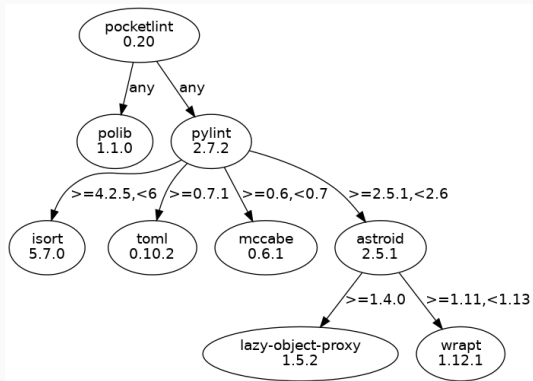 pocketlint
0.20
any
any
polib
1.1.0
pylint
2.7.2
>=4.2.5,<6
>=0.7.1
>=0.6,<0.7
>=2.5.1,<2.6
isort
5.7.0
toml
0.10.2
mccabe
0.6.1
astroid
2.5.1
>=1.4.0
>=1.11,<1.13
lazy-object-proxy
1.5.2
wrapt
1.12.1